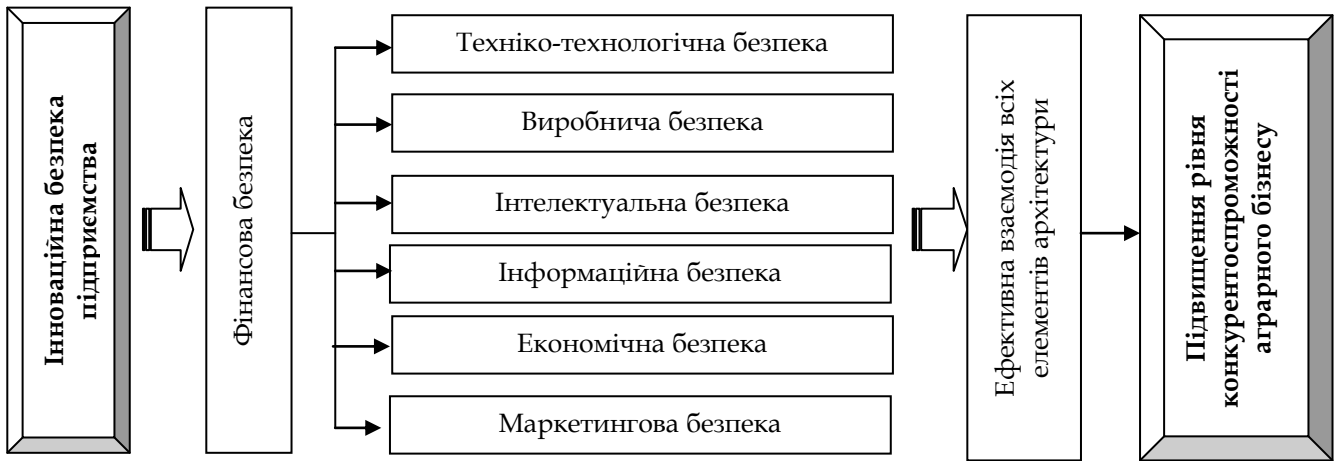 Інноваційна безпека
підприємства
Фінансова безпека
Техніко-технологічна безпека
Виробнича безпека
Інтелектуальна безпека
Інформаційна безпека
Економічна безпека
Маркетингова безпека
Ефективна взаємодія всіх
елементів архітектури
Підвищення рівня
конкурентоспроможності
аграрного бізнесу